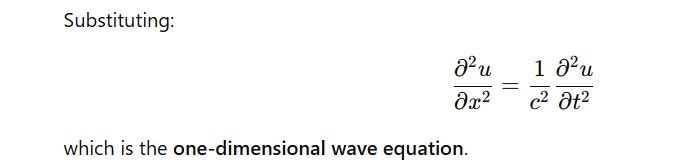 Substituting:
∂²u/∂x² = 1/c² ∂²u/∂t²
which is the one-dimensional wave equation.